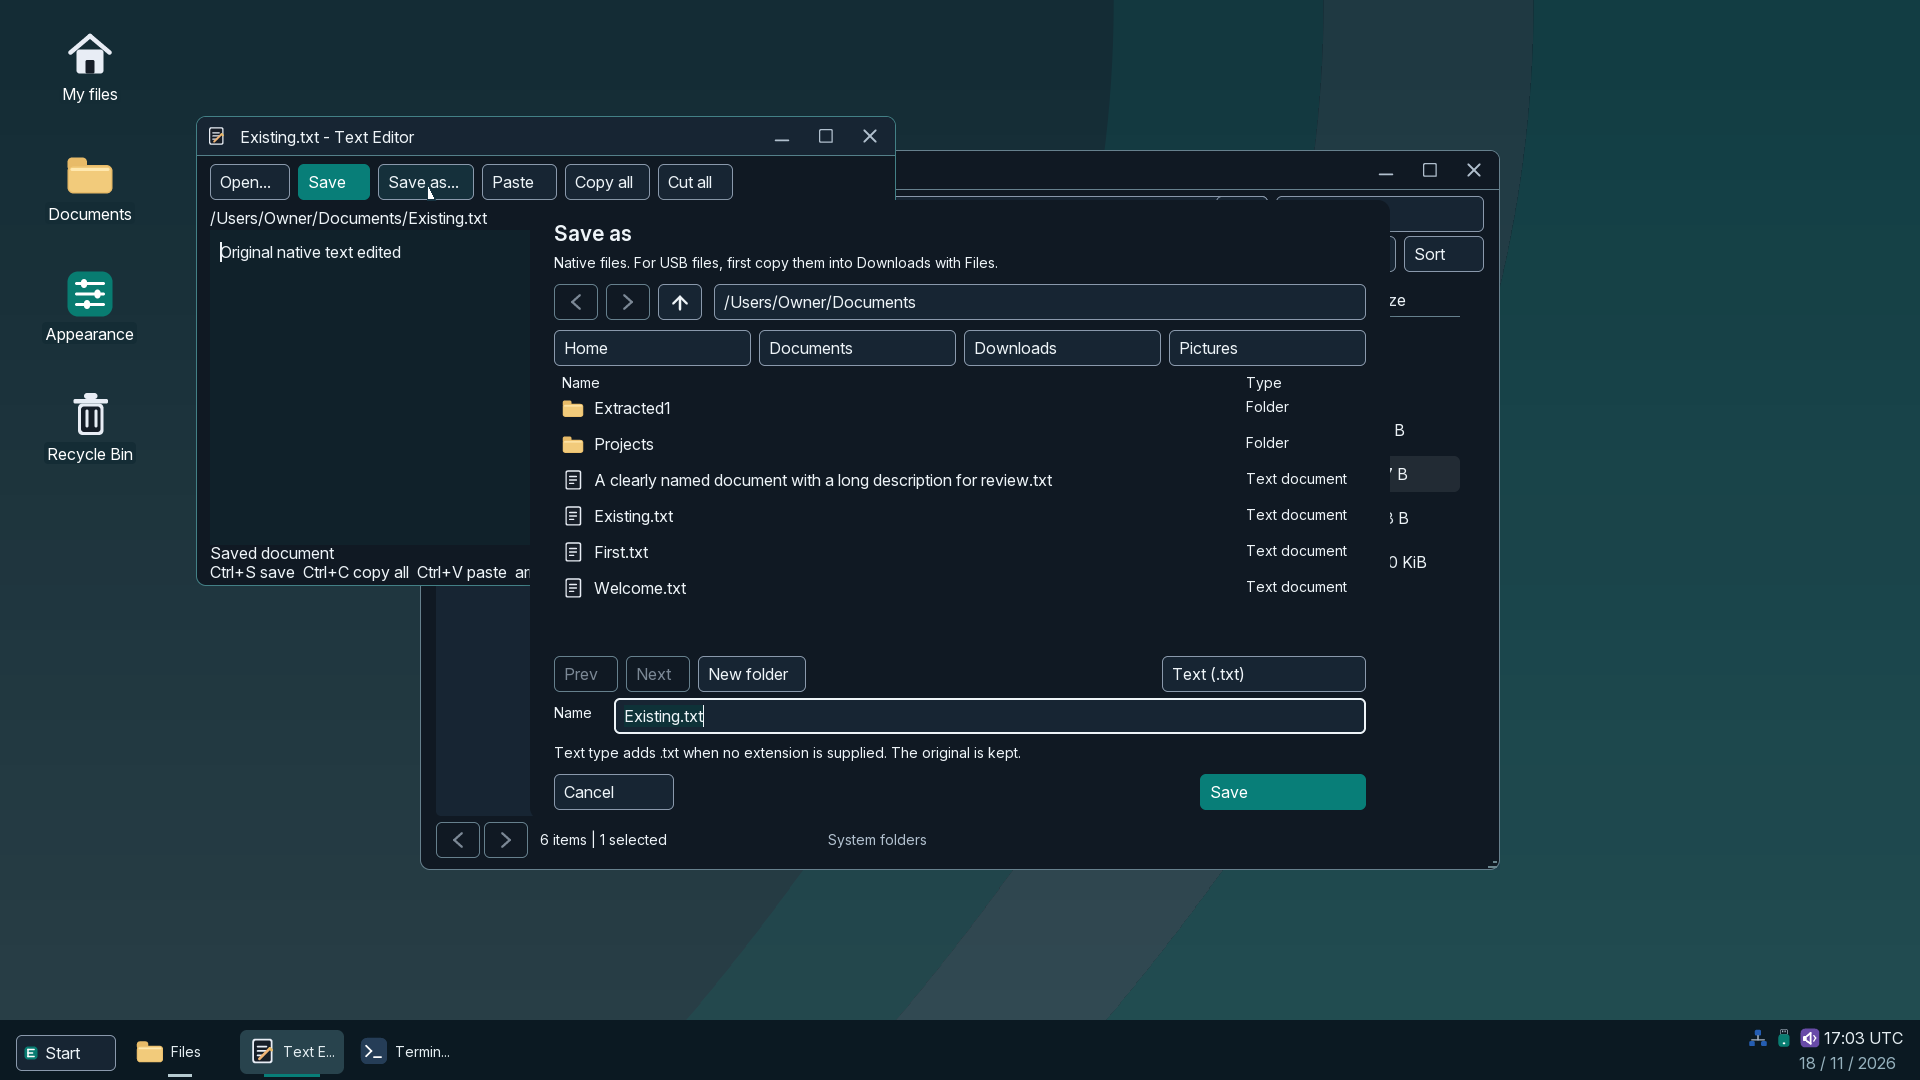 My files
Documents
Appearance
Recycle Bin
Existing.txt - Text Editor
Open...
Save
Save as...
Paste
Copy all
Cut all
/Users/Owner/Documents/Existing.txt
Original native text edited
Saved document
Ctrl+S save Ctrl+C copy all Ctrl+V paste
Sort
B
B
B
KiB
Save as
Native files. For USB files, first copy them into Downloads with Files.
/Users/Owner/Documents
Home
Documents
Downloads
Pictures
Name
Type
Extracted1
Folder
Projects
Folder
A clearly named document with a long description for review.txt
Text document
Existing.txt
Text document
First.txt
Text document
Welcome.txt
Text document
Prev
Next
New folder
Text (.txt)
Name
Existing.txt
Text type adds .txt when no extension is supplied. The original is kept.
Cancel
Save
6 items | 1 selected
System folders
Start
Files
Text E...
Termin...
17:03 UTC
18 / 11 / 2026